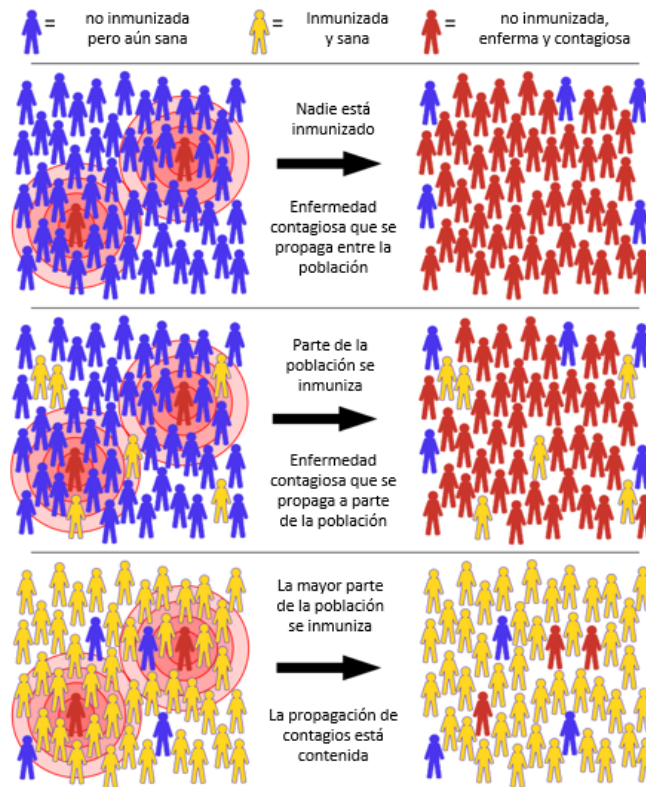 = no inmunizada
pero aún sana
= Inmunizada
y sana
= no inmunizada,
enferma y contagiosa
Nadie está
inmunizado
Enfermedad
contagiosa que se
propaga entre la
población
Parte de la
población se
inmuniza
Enfermedad
contagiosa que se
propaga a parte
de la población
La mayor parte
de la población
se inmuniza
La propagación de
contagios está
contenida